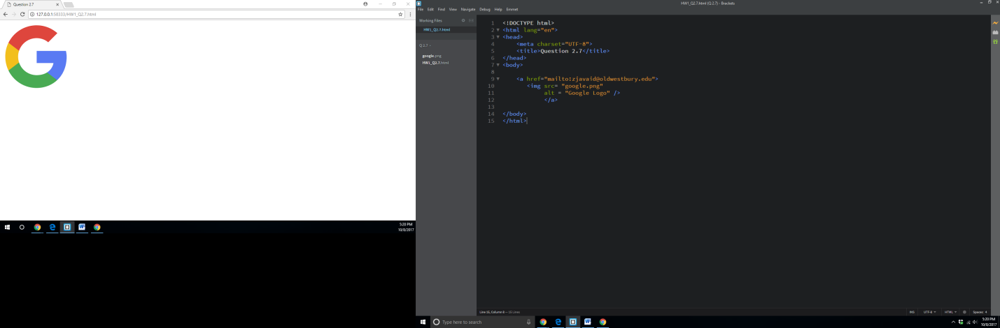 Question 2.7
127.0.0.1:58333/HW1_Q2.7.html
5:20 PM
10/8/2017
HW1_Q2.7.html (Q 2.7) - Brackets
File Edit Find View Navigate Debug Help Emmet
Working Files
HW1_Q2.7.html
Q 2.7
google.png
HW1_Q2.7.html
1 <!DOCTYPE html>
2 <html lang="en">
3 <head>
4 <meta charset="UTF-8">
5 <title>Question 2.7</title>
6 </head>
7 <body>
8
9 <a href="mailto:zjavaid@oldwestbury.edu">
10 <img src= "google.png"
11 alt = "Google Logo" />
12 </a>
13
14 </body>
15 </html>
Line 15, Column 8 — 15 Lines
INS UTF-8 HTML Spaces: 4
Type here to search
5:20 PM
10/8/2017